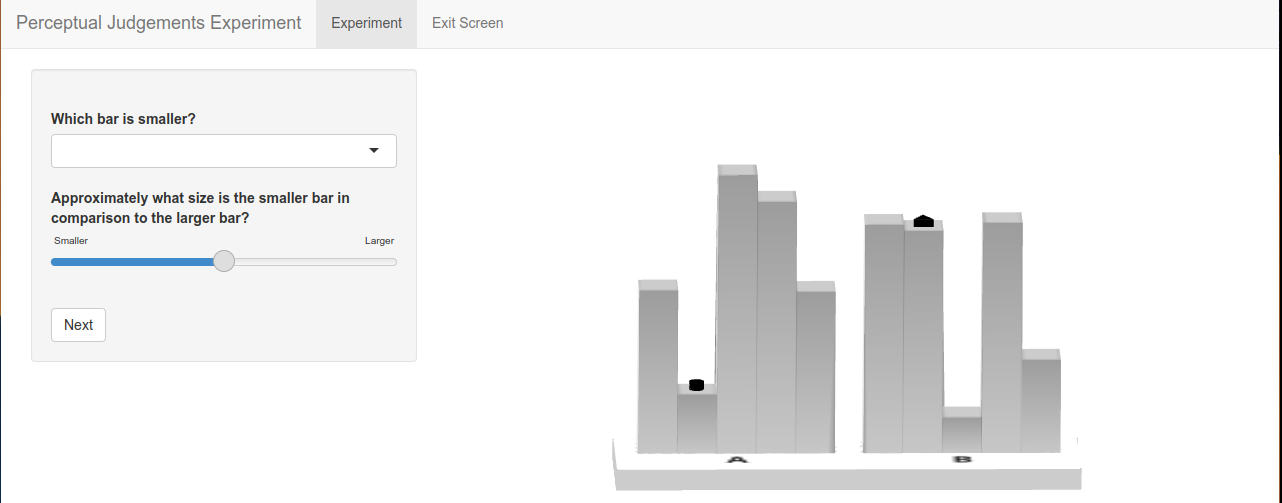 Perceptual Judgements Experiment Experiment Exit Screen
Which bar is smaller?
Approximately what size is the smaller bar in
comparison to the larger bar?
Smaller Larger
Next
A B